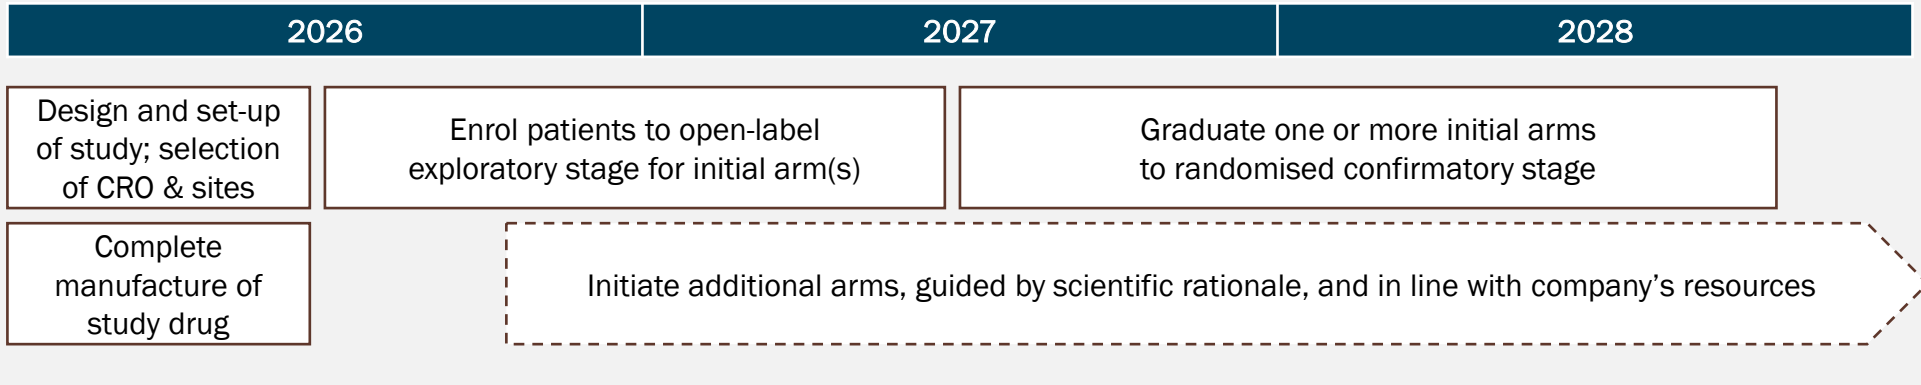 2026
2027
2028
Design and set-up
of study; selection
of CRO & sites
Enrol patients to open-label
exploratory stage for initial arm(s)
Graduate one or more initial arms
to randomised confirmatory stage
Complete
manufacture of
study drug
Initiate additional arms, guided by scientific rationale, and in line with company’s resources